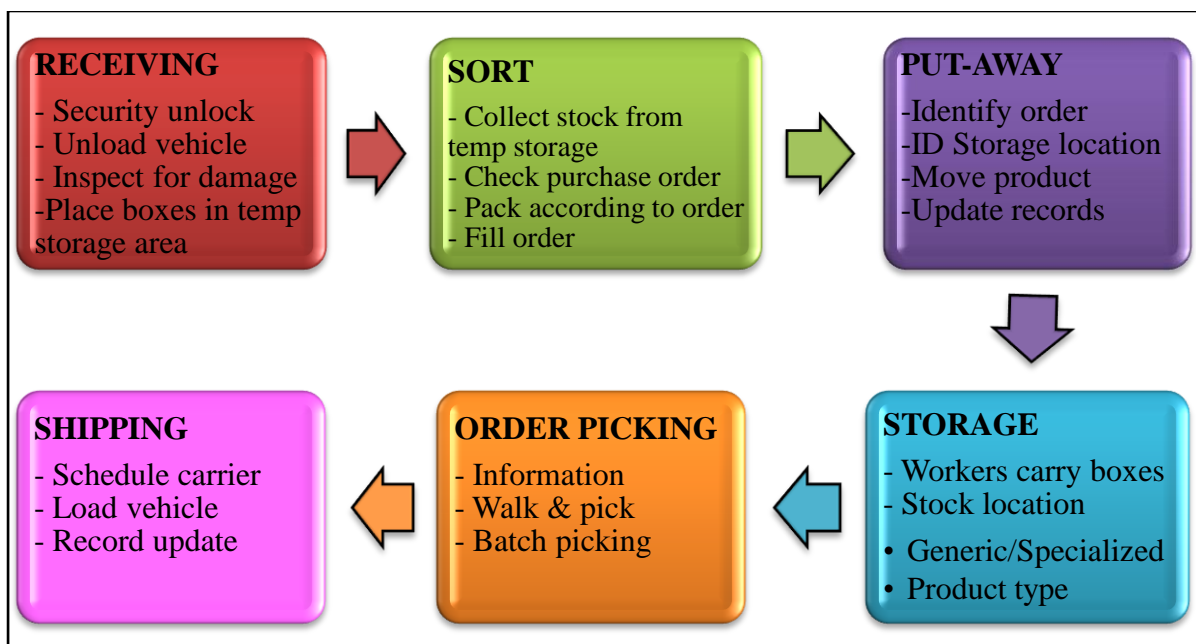 RECEIVING
- Security unlock
- Unload vehicle
- Inspect for damage
-Place boxes in temp
storage area
SORT
- Collect stock from
temp storage
- Check purchase order
- Pack according to order
- Fill order
PUT-AWAY
-Identify order
-ID Storage location
-Move product
-Update records
STORAGE
- Workers carry boxes
- Stock location
• Generic/Specialized
• Product type
ORDER PICKING
- Information
- Walk & pick
- Batch picking
SHIPPING
- Schedule carrier
- Load vehicle
- Record update